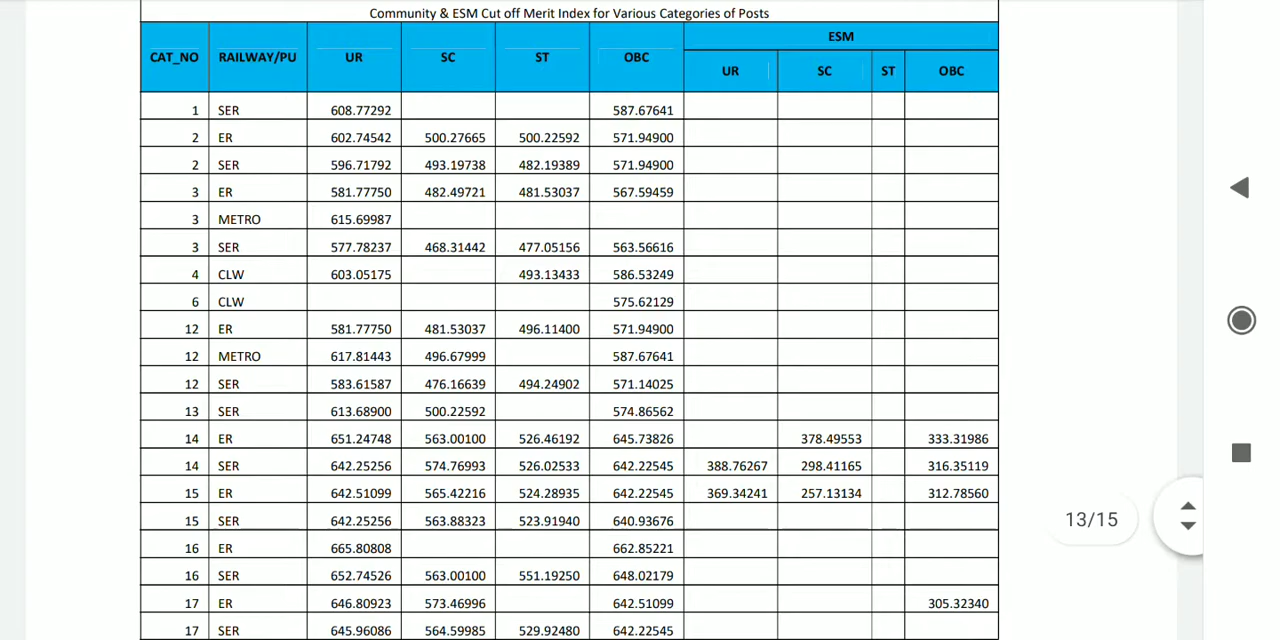 Community & ESM Cut off Merit Index for Various Categories of Posts
CAT_NO RAILWAY/PU UR SC ST OBC ESM
UR SC ST OBC
1 SER 608.77292 587.67641
2 ER 602.74542 500.27665 500.22592 571.94900
2 SER 596.71792 493.19738 482.19389 571.94900
3 ER 581.77750 482.49721 481.53037 567.59459
3 METRO 615.69987
3 SER 577.78237 468.31442 477.05156 563.56616
4 CLW 603.05175 493.13433 586.53249
6 CLW 575.62129
12 ER 581.77750 481.53037 496.11400 571.94900
12 METRO 617.81443 496.67999 587.67641
12 SER 583.61587 476.16639 494.24902 571.14025
13 SER 613.68900 500.22592 574.86562
14 ER 651.24748 563.00100 526.46192 645.73826 378.49553 333.31986
14 SER 642.25256 574.76993 526.02533 642.22545 388.76267 298.41165 316.35119
15 ER 642.51099 565.42216 524.28935 642.22545 369.34241 257.13134 312.78560
15 SER 642.25256 563.88323 523.91940 640.93676
16 ER 665.80808 662.85221
16 SER 652.74526 563.00100 551.19250 648.02179
17 ER 646.80923 573.46996 642.51099 305.32340
17 SER 645.96086 564.59985 529.92480 642.22545
13/15